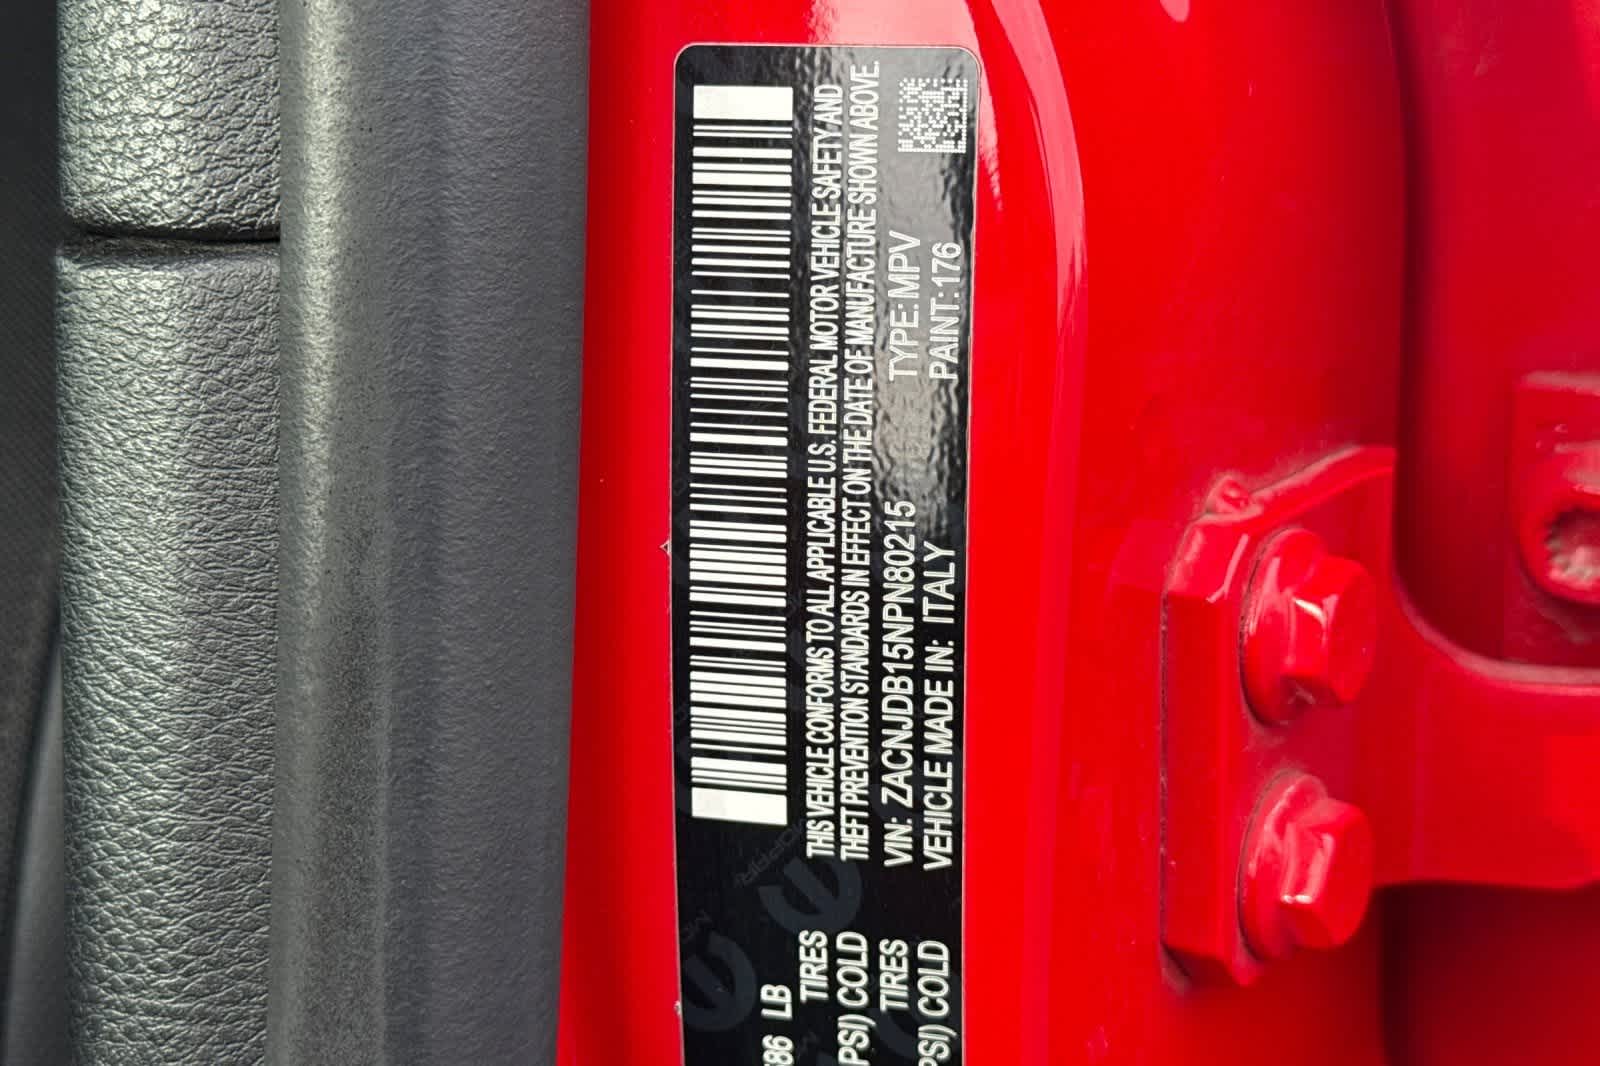 586 LB
TIRES
PSI) COLD
TIRES
PSI) COLD
THIS VEHICLE CONFORMS TO ALL APPLICABLE U.S. FEDERAL MOTOR VEHICLE SAFETY AND
THEFT PREVENTION STANDARDS IN EFFECT ON THE DATE OF MANUFACTURE SHOWN ABOVE.
VIN: ZACNJDB15NPN80215 TYPE: MPV
VEHICLE MADE IN: ITALY PAINT: 176
MOPAR